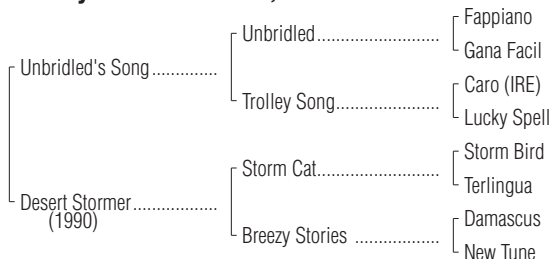 Fappiano
Unbridled
Gana Facil
Unbridled's Song
Caro (IRE)
Trolley Song
Lucky Spell
Storm Bird
Storm Cat
Terlingua
Desert Stormer
(1990)
Damascus
Breezy Stories
New Tune